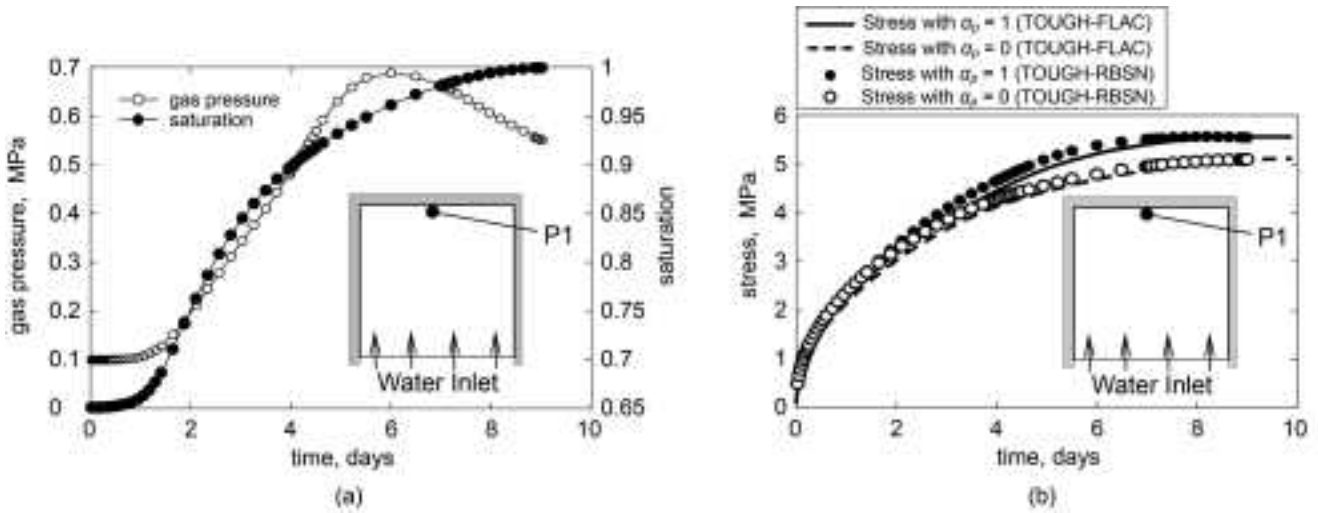 0.7
0.6
0.5
0.4
0.3
0.2
0.1
0
gas pressure, MPa
gas pressure
saturation
1
0.95
0.9
0.85
0.8
0.75
0.7
0.65
saturation
P1
Water Inlet
0 2 4 6 8 10
time, days
(a)
Stress with αp = 1 (TOUGH-FLAC)
Stress with αp = 0 (TOUGH-FLAC)
Stress with αp = 1 (TOUGH-RBSN)
Stress with αp = 0 (TOUGH-RBSN)
6
5
4
3
2
1
0
stress, MPa
P1
Water Inlet
0 2 4 6 8 10
time, days
(b)